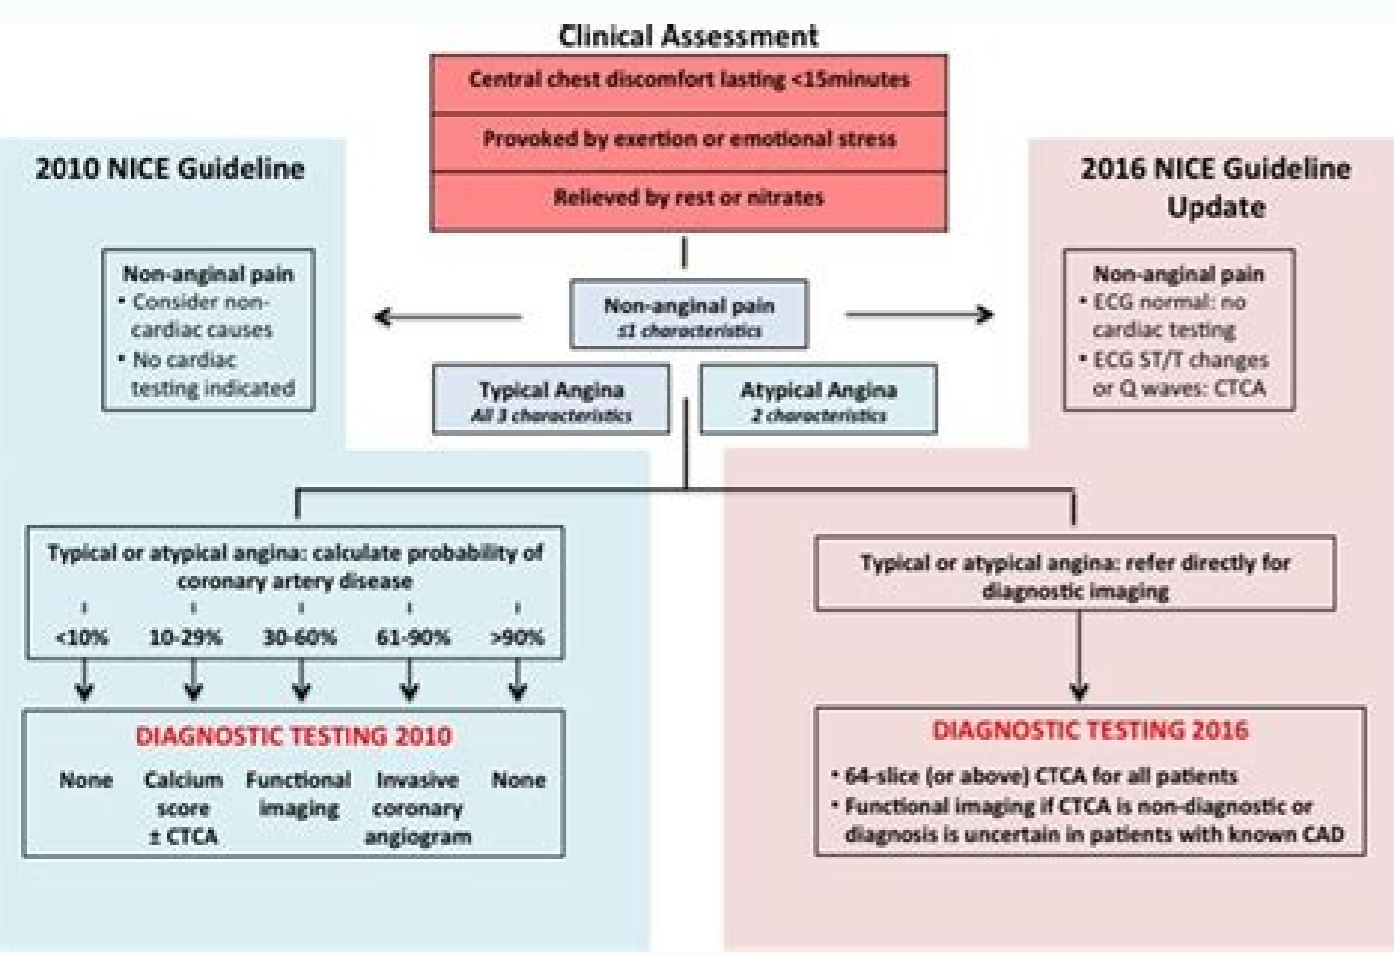 Clinical Assessment
Central chest discomfort lasting <15minutes
Provoked by exertion or emotional stress
Relieved by rest or nitrates
2010 NICE Guideline
Non-anginal pain
• Consider non-
cardiac causes
• No cardiac
testing indicated
Non-anginal pain
≤1 characteristics
Typical Angina
All 3 characteristics
Atypical Angina
2 characteristics
2016 NICE Guideline
Update
Non-anginal pain
• ECG normal: no
cardiac testing
• ECG ST/T changes
or Q waves: CTCA
Typical or atypical angina: calculate probability of
coronary artery disease
<10% 10-29% 30-60% 61-90% >90%
DIAGNOSTIC TESTING 2010
None Calcium Functional Invasive None
score imaging coronary
± CTCA angiogram
Typical or atypical angina: refer directly for
diagnostic imaging
DIAGNOSTIC TESTING 2016
• 64-slice (or above) CTCA for all patients
• Functional imaging if CTCA is non-diagnostic or
diagnosis is uncertain in patients with known CAD